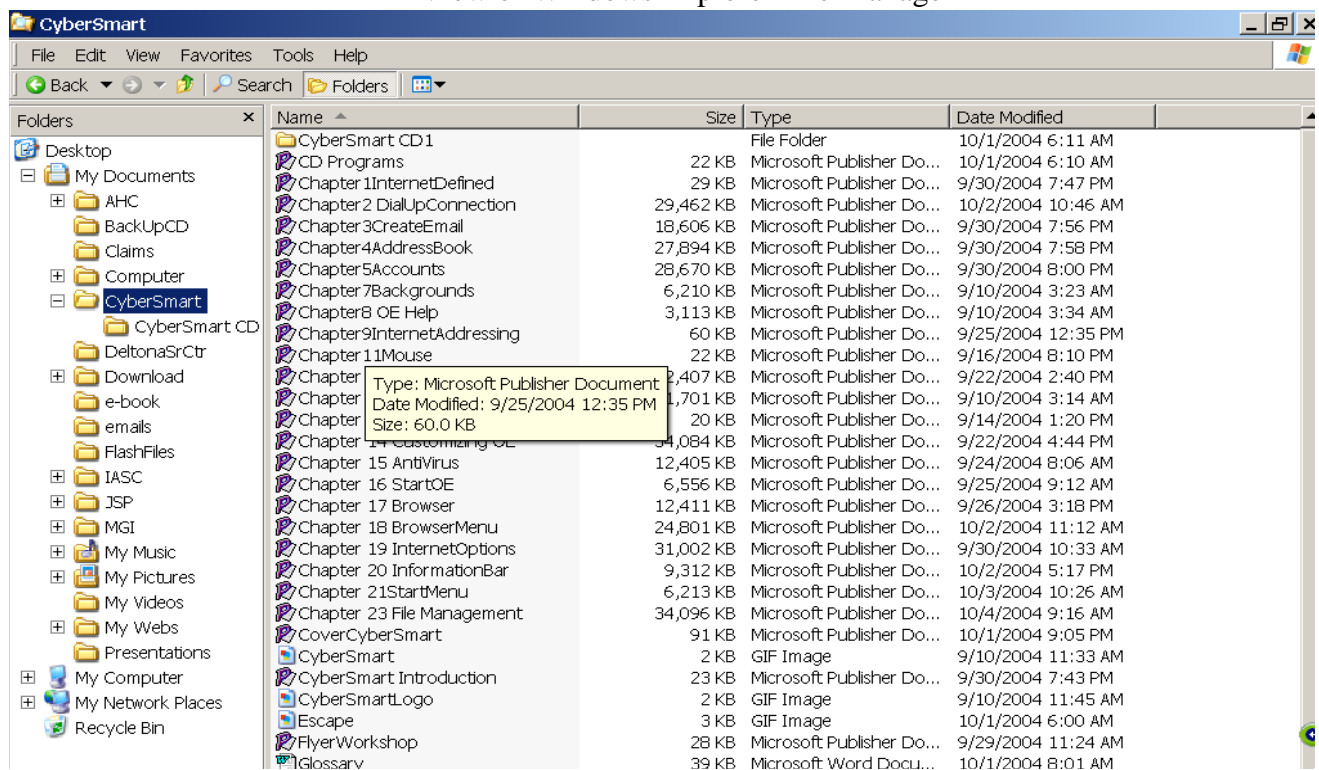 CyberSmart
File Edit View Favorites Tools Help
Back Search Folders
Folders
Desktop
My Documents
AHC
BackUpCD
Claims
Computer
CyberSmart
CyberSmart CD
DeltonaSrCtr
Download
e-book
emails
FlashFiles
IASC
JSP
MGI
My Music
My Pictures
My Videos
My Webs
Presentations
My Computer
My Network Places
Recycle Bin
Name Size Type Date Modified
CyberSmart CD1 File Folder 10/1/2004 6:11 AM
CD Programs 22 KB Microsoft Publisher Do... 10/1/2004 6:10 AM
Chapter 1InternetDefined 29 KB Microsoft Publisher Do... 9/30/2004 7:47 PM
Chapter2 DialUpConnection 29,462 KB Microsoft Publisher Do... 10/2/2004 10:46 AM
Chapter3CreateEmail 18,606 KB Microsoft Publisher Do... 9/30/2004 7:56 PM
Chapter4AddressBook 27,894 KB Microsoft Publisher Do... 9/30/2004 7:58 PM
Chapter5Accounts 28,670 KB Microsoft Publisher Do... 9/30/2004 8:00 PM
Chapter7Backgrounds 6,210 KB Microsoft Publisher Do... 9/10/2004 3:23 AM
Chapter8 OE Help 3,113 KB Microsoft Publisher Do... 9/10/2004 3:34 AM
Chapter9InternetAddressing 60 KB Microsoft Publisher Do... 9/25/2004 12:35 PM
Chapter11Mouse 22 KB Microsoft Publisher Do... 9/16/2004 8:10 PM
Chapter ,407 KB Microsoft Publisher Do... 9/22/2004 2:40 PM
Chapter ,701 KB Microsoft Publisher Do... 9/10/2004 3:14 AM
Chapter 20 KB Microsoft Publisher Do... 9/14/2004 1:20 PM
Type: Microsoft Publisher Document
Date Modified: 9/25/2004 12:35 PM
Size: 60.0 KB
Chapter 14 Customizing OE 4,084 KB Microsoft Publisher Do... 9/22/2004 4:44 PM
Chapter 15 AntiVirus 12,405 KB Microsoft Publisher Do... 9/24/2004 8:06 AM
Chapter 16 StartOE 6,556 KB Microsoft Publisher Do... 9/25/2004 9:12 AM
Chapter 17 Browser 12,411 KB Microsoft Publisher Do... 9/26/2004 3:18 PM
Chapter 18 BrowserMenu 24,801 KB Microsoft Publisher Do... 10/2/2004 11:12 AM
Chapter 19 InternetOptions 31,002 KB Microsoft Publisher Do... 9/30/2004 10:33 AM
Chapter 20 InformationBar 9,312 KB Microsoft Publisher Do... 10/2/2004 5:17 PM
Chapter 21StartMenu 6,213 KB Microsoft Publisher Do... 10/3/2004 10:26 AM
Chapter 23 File Management 34,096 KB Microsoft Publisher Do... 10/4/2004 9:16 AM
CoverCyberSmart 91 KB Microsoft Publisher Do... 10/1/2004 9:05 PM
CyberSmart 2 KB GIF Image 9/10/2004 11:33 AM
CyberSmart Introduction 23 KB Microsoft Publisher Do... 9/30/2004 7:43 PM
CyberSmartLogo 2 KB GIF Image 9/10/2004 11:45 AM
Escape 3 KB GIF Image 10/1/2004 6:00 AM
FlyerWorkshop 28 KB Microsoft Publisher Do... 9/29/2004 11:24 AM
Glossary 39 KB Microsoft Word Docu... 10/1/2004 8:01 AM